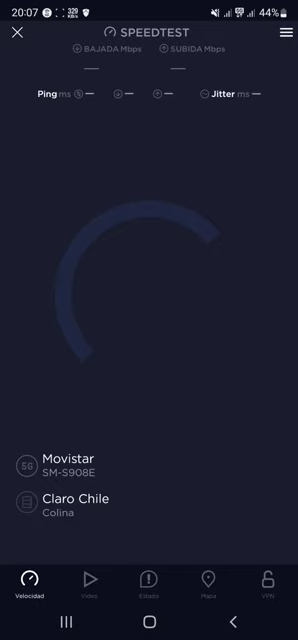 20:07 329 KB/s 44%
SPEEDTEST
BAJADA Mbps SUBIDA Mbps
— —
Ping ms — — — Jitter ms —
5G Movistar
SM-S908E
Claro Chile
Colina
Velocidad Video Estado Mapa VPN